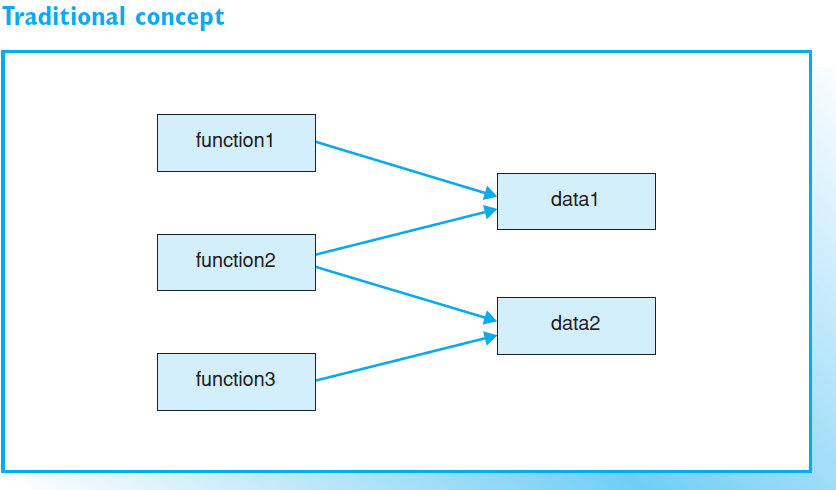 Traditional concept
function1
data1
function2
data2
function3